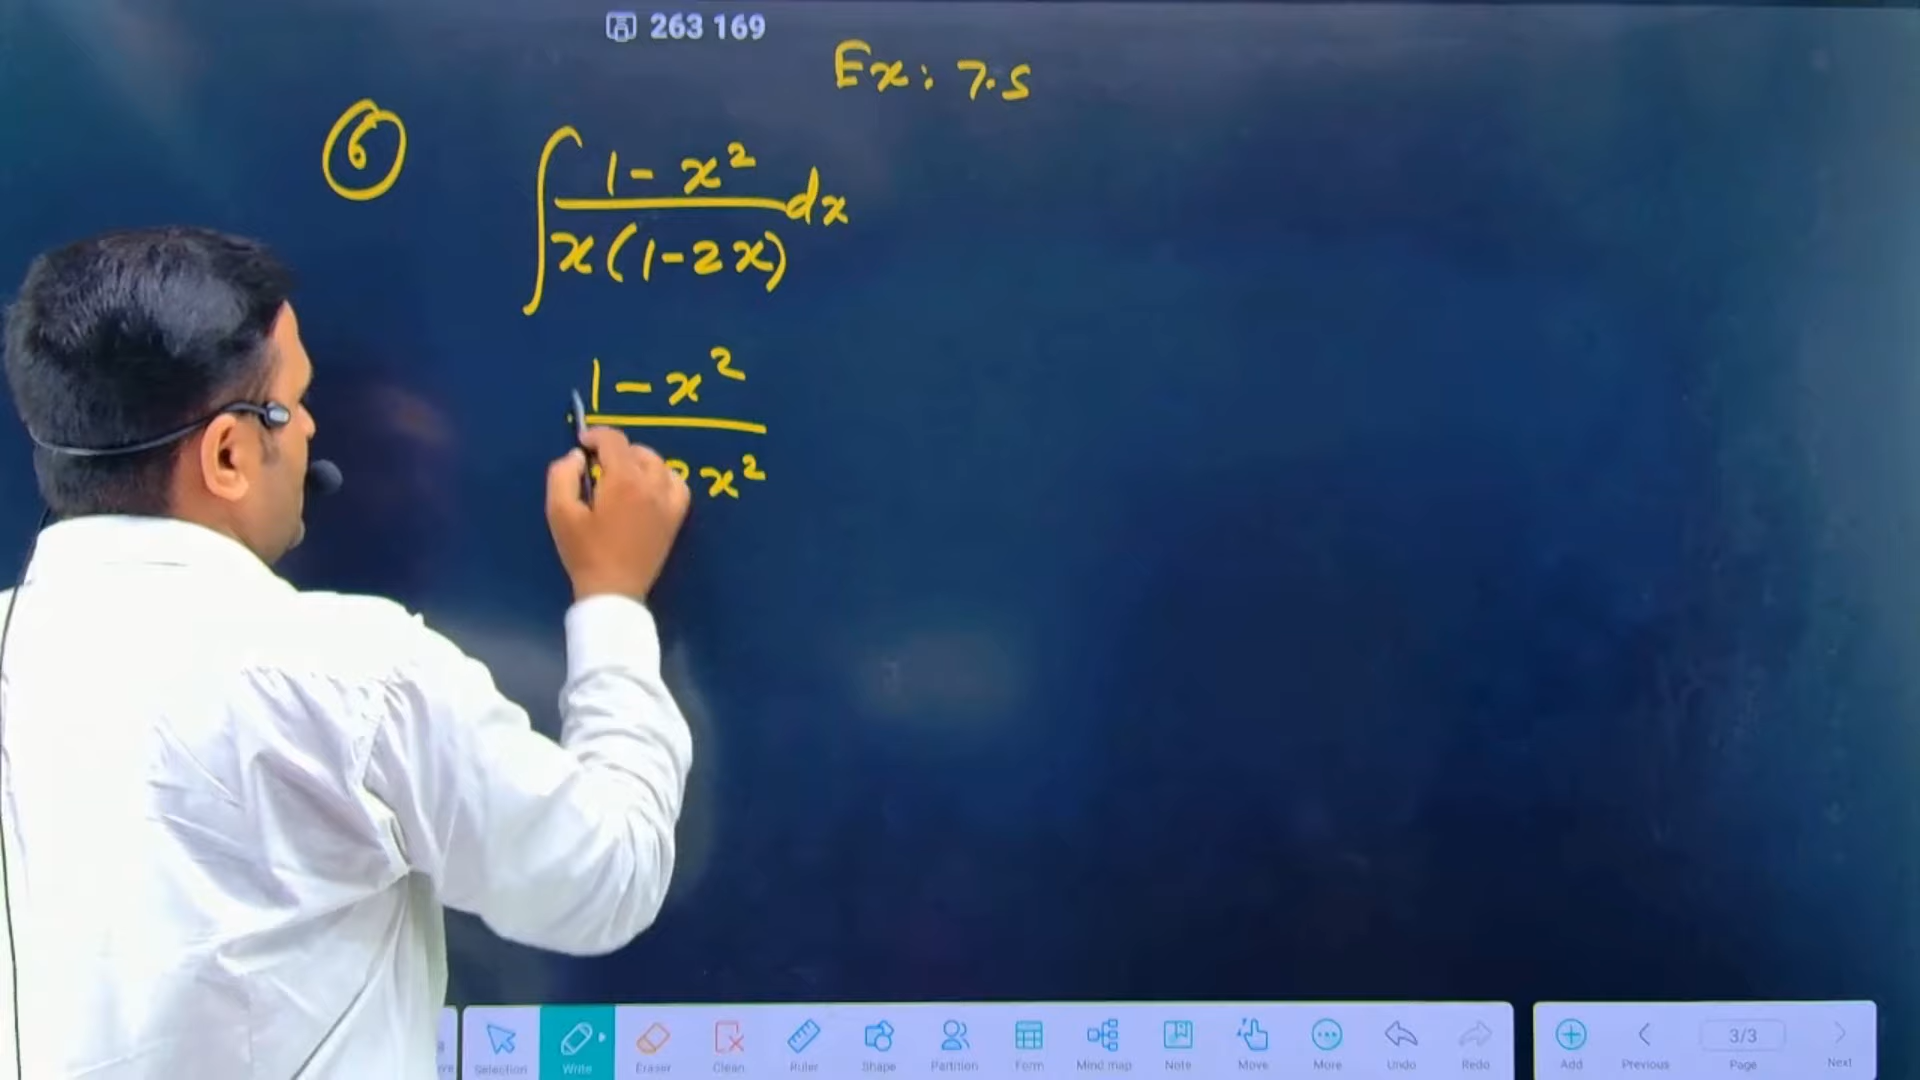 263 169
Ex: 7.5
6
∫ 1 - x² / x(1-2x) dx
1 - x²
x²
Selection Write Eraser Clean Ruler Shape Partition Form Mind map Note Move More Undo Redo Add Previous 3/3 Page Next